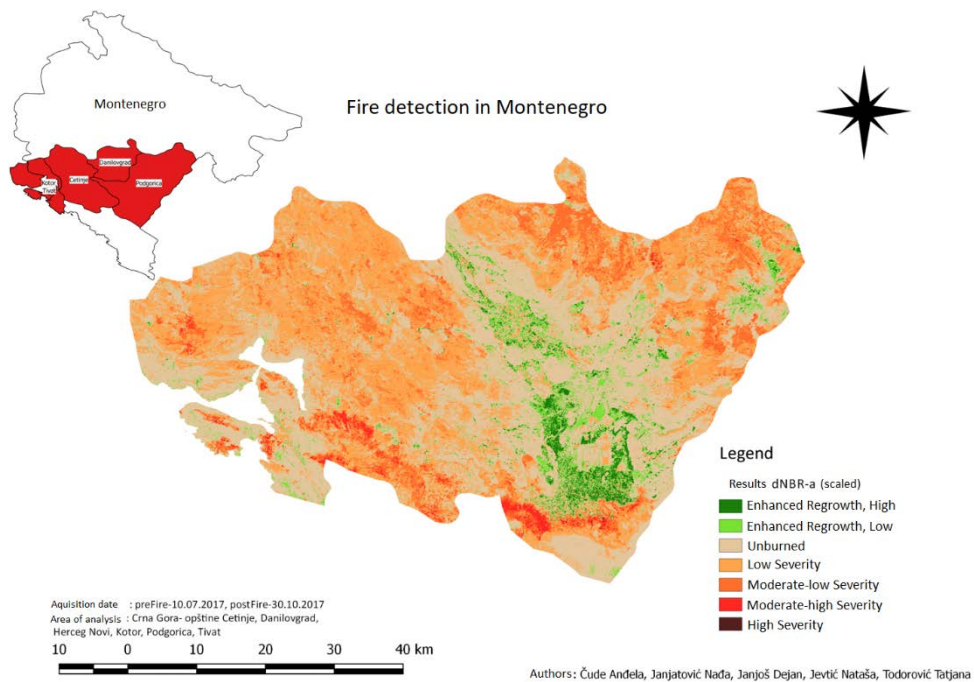 Fire detection in Montenegro
Montenegro
Danilovgrad
Kotor
Tivat
Cetinje
Podgorica
Legend
Results dNBR-a (scaled)
Enhanced Regrowth, High
Enhanced Regrowth, Low
Unburned
Low Severity
Moderate-low Severity
Moderate-high Severity
High Severity
Aquisition date : preFire-10.07.2017, postFire-30.10.2017
Area of analysis : Crna Gora- opštine Cetinje, Danilovgrad,
Herceg Novi, Kotor, Podgorica, Tivat
10 0 10 20 30 40 km
Authors: Čude Anđela, Janjatović Nađa, Janjoš Dejan, Jevtić Nataša, Todorović Tatjana